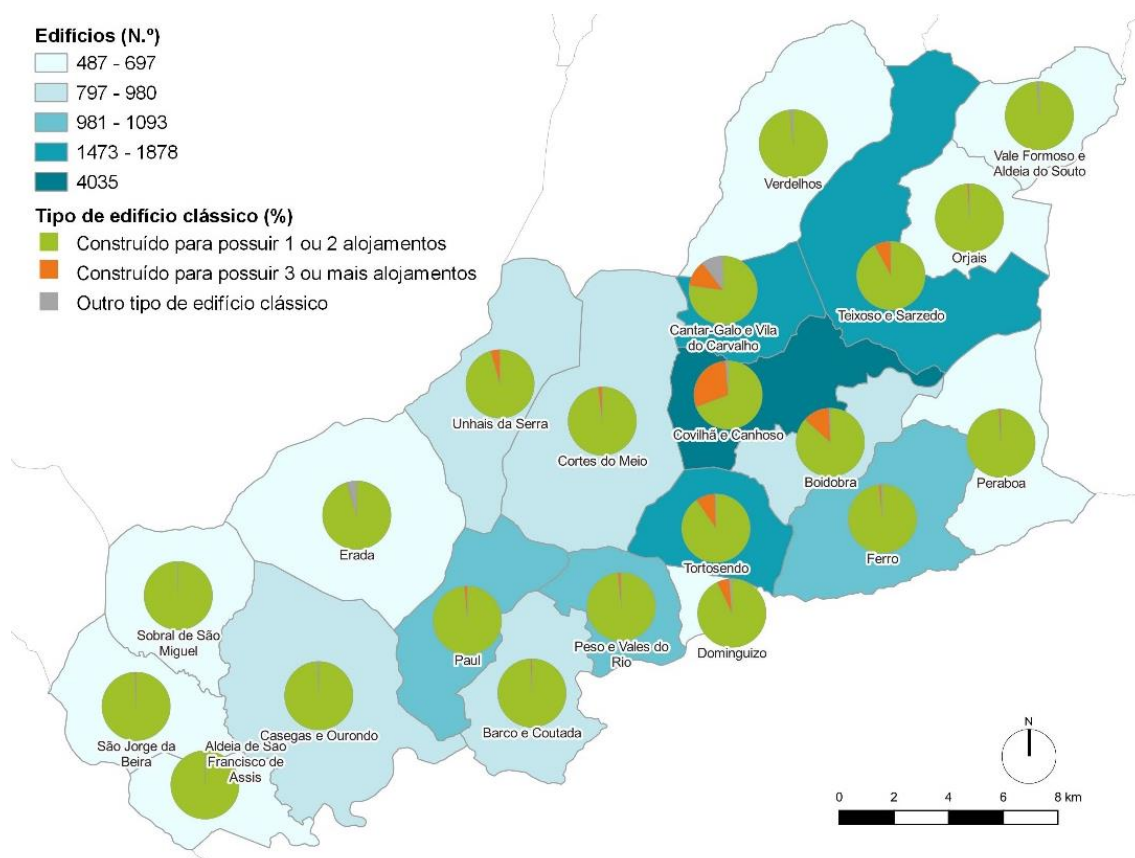 Edifícios (N.º)
487 - 697
797 - 980
981 - 1093
1473 - 1878
4035
Tipo de edifício clássico (%)
Construído para possuir 1 ou 2 alojamentos
Construído para possuir 3 ou mais alojamentos
Outro tipo de edifício clássico
Verdelhos
Vale Formoso e
Aldeia do Souto
Orjais
Teixoso e Sarzedo
Cantar-Galo e Vila
do Carvalho
Unhais da Serra
Cortes do Meio
Covilhã e Canhoso
Boidobra
Peraboa
Ferro
Erada
Tortosendo
Sobral de São
Miguel
Paul
Peso e Vales do
Rio
Dominguizo
São Jorge da
Beira
Casegas e Ourondo
Barco e Coutada
Aldeia de São
Francisco de
Assis
N
0 2 4 6 8 km